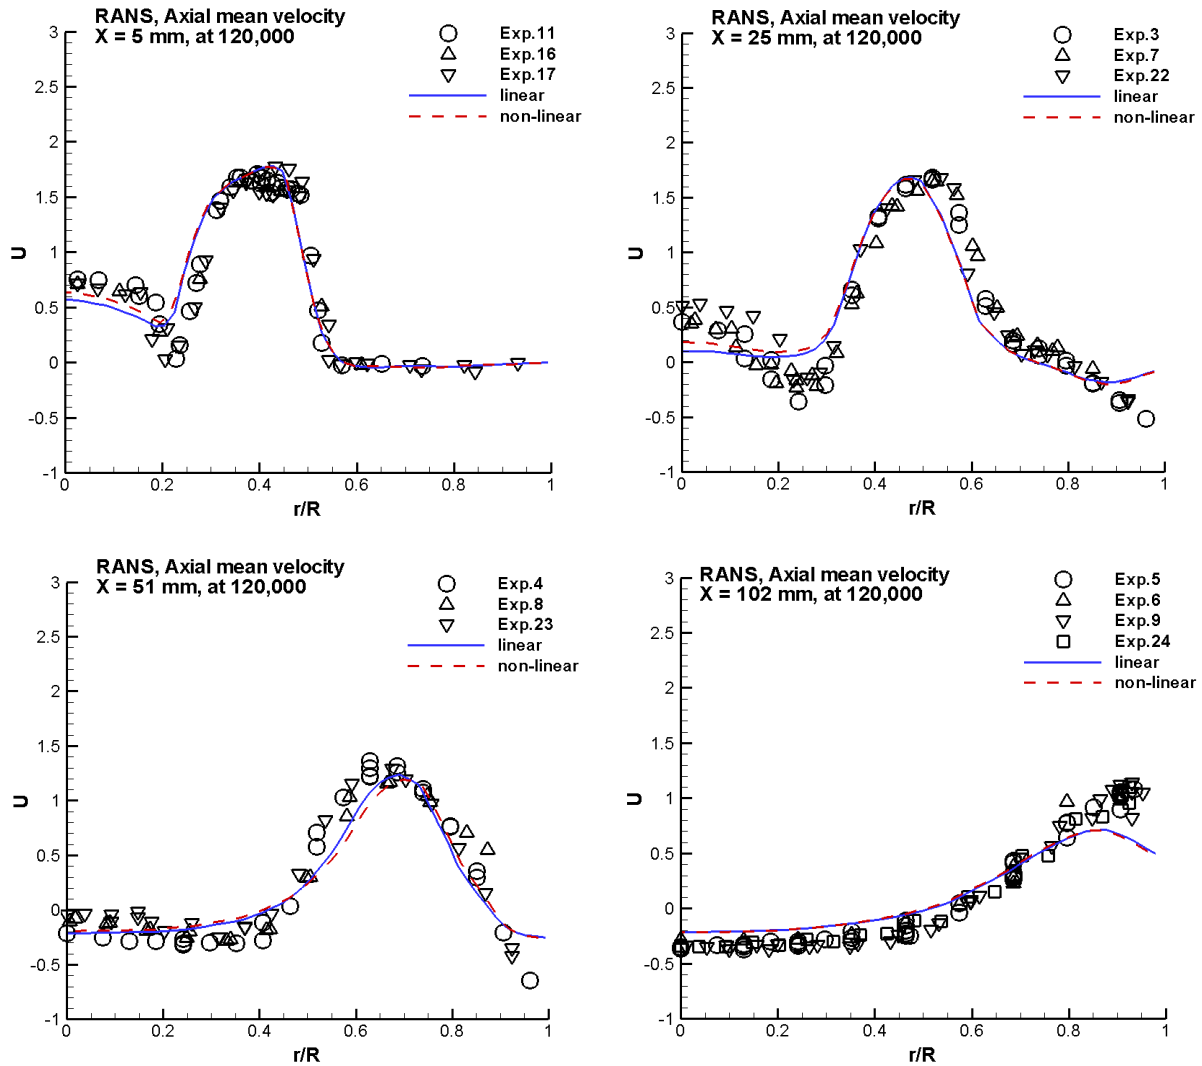 RANS, Axial mean velocity
X = 5 mm, at 120,000
Exp.11
Exp.16
Exp.17
linear
non-linear
3
2.5
2
1.5
1
0.5
0
-0.5
-1
U
0
0.2
0.4
0.6
0.8
1
r/R
RANS, Axial mean velocity
X = 25 mm, at 120,000
Exp.3
Exp.7
Exp.22
linear
non-linear
3
2.5
2
1.5
1
0.5
0
-0.5
-1
U
0
0.2
0.4
0.6
0.8
1
r/R
RANS, Axial mean velocity
X = 51 mm, at 120,000
Exp.4
Exp.8
Exp.23
linear
non-linear
3
2.5
2
1.5
1
0.5
0
-0.5
-1
U
0
0.2
0.4
0.6
0.8
1
r/R
RANS, Axial mean velocity
X = 102 mm, at 120,000
Exp.5
Exp.6
Exp.9
Exp.24
linear
non-linear
3
2.5
2
1.5
1
0.5
0
-0.5
-1
U
0
0.2
0.4
0.6
0.8
1
r/R